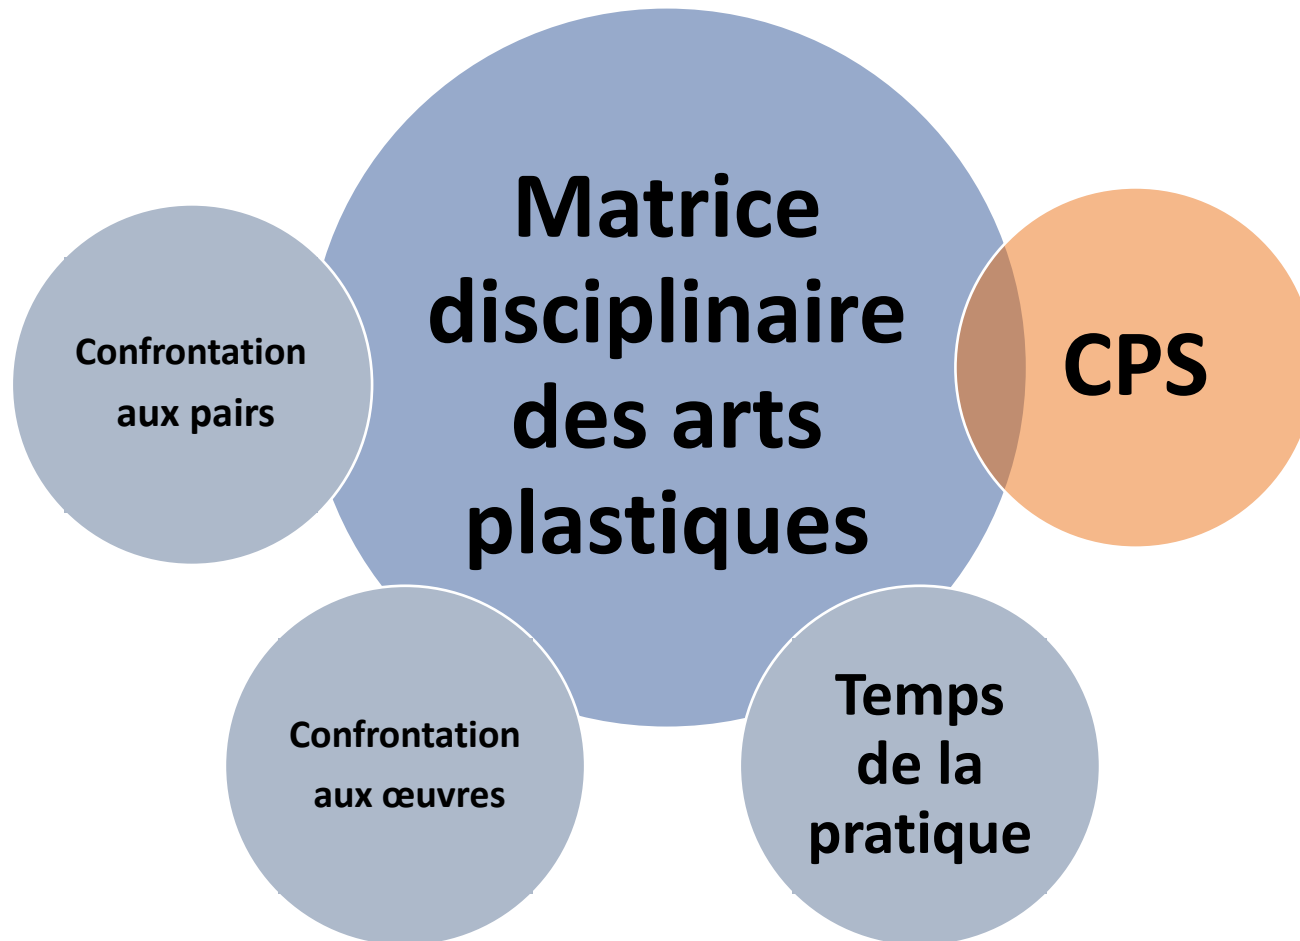 Matrice
disciplinaire
des arts
plastiques
Confrontation
aux pairs
CPS
Confrontation
aux œuvres
Temps
de la
pratique